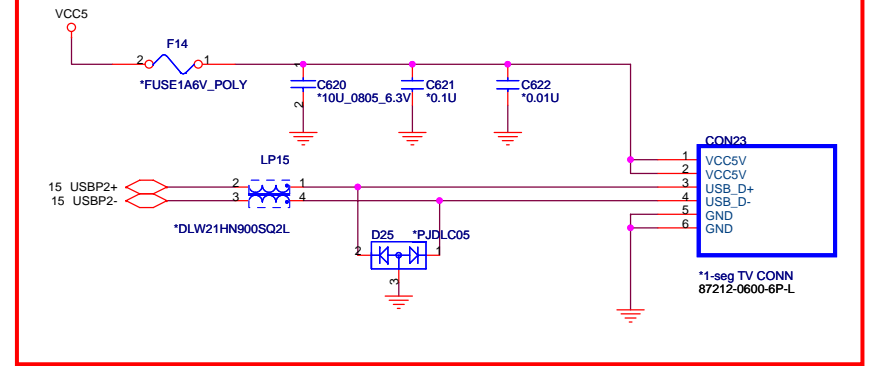 VCC5
F14
2
1
*FUSE1A6V_POLY
1
C620
*10U_0805_6.3V
2
C621
*0.1U
C622
*0.01U
CON23
1 VCC5V
2 VCC5V
3 USB_D+
4 USB_D-
5 GND
6 GND
*1-seg TV CONN
87212-0600-6P-L
LP15
15 USBP2+
2
1
15 USBP2-
3
4
*DLW21HN900SQ2L
D25
*PJDLC05
2
1
3